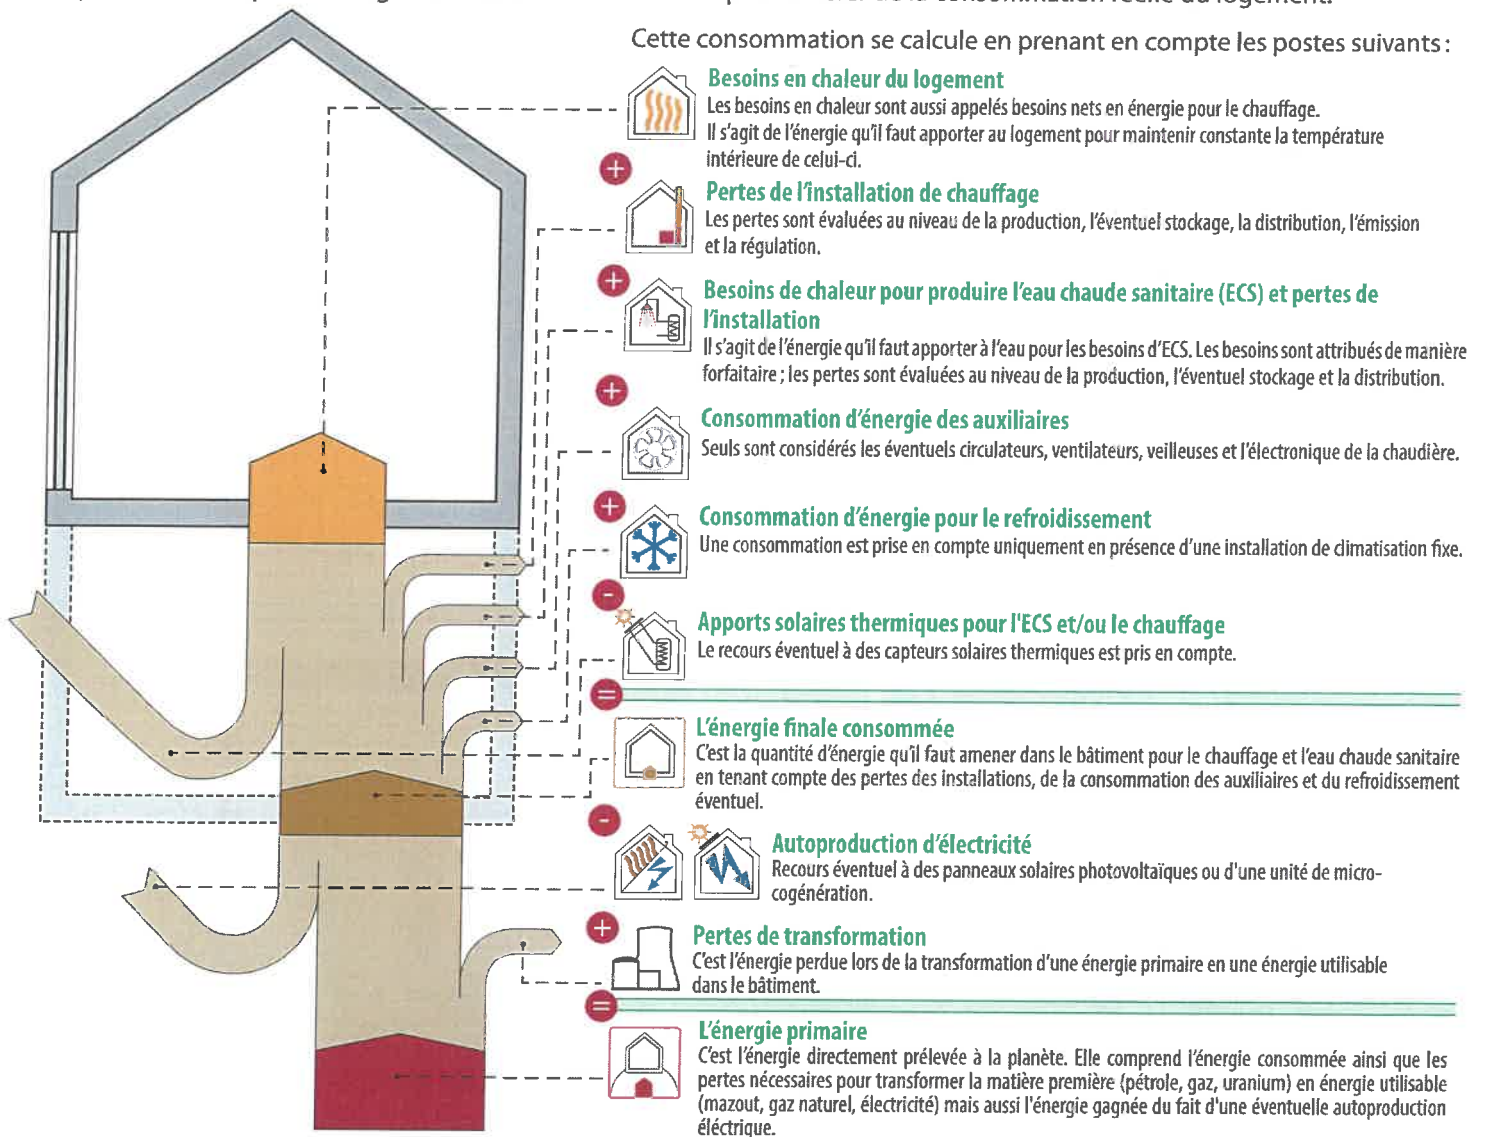 consommation réelle du logement.
Cette consommation se calcule en prenant en compte les postes suivants :
Besoins en chaleur du logement
Les besoins en chaleur sont aussi appelés besoins nets en énergie pour le chauffage.
Il s'agit de l'énergie qu'il faut apporter au logement pour maintenir constante la température
intérieure de celui-ci.
+
Pertes de l'installation de chauffage
Les pertes sont évaluées au niveau de la production, l'éventuel stockage, la distribution, l'émission
et la régulation.
+
Besoins de chaleur pour produire l'eau chaude sanitaire (ECS) et pertes de
l'installation
Il s'agit de l'énergie qu'il faut apporter à l'eau pour les besoins d'ECS. Les besoins sont attribués de manière
forfaitaire ; les pertes sont évaluées au niveau de la production, l'éventuel stockage et la distribution.
+
Consommation d'énergie des auxiliaires
Seuls sont considérés les éventuels circulateurs, ventilateurs, veilleuses et l'électronique de la chaudière.
+
Consommation d'énergie pour le refroidissement
Une consommation est prise en compte uniquement en présence d'une installation de climatisation fixe.
-
Apports solaires thermiques pour l'ECS et/ou le chauffage
Le recours éventuel à des capteurs solaires thermiques est pris en compte.
=
L'énergie finale consommée
C'est la quantité d'énergie qu'il faut amener dans le bâtiment pour le chauffage et l'eau chaude sanitaire
en tenant compte des pertes des installations, de la consommation des auxiliaires et du refroidissement
éventuel.
-
Autoproduction d'électricité
Recours éventuel à des panneaux solaires photovoltaïques ou d'une unité de micro-
cogénération.
+
Pertes de transformation
C'est l'énergie perdue lors de la transformation d'une énergie primaire en une énergie utilisable
dans le bâtiment.
=
L'énergie primaire
C'est l'énergie directement prélevée à la planète. Elle comprend l'énergie consommée ainsi que les
pertes nécessaires pour transformer la matière première (pétrole, gaz, uranium) en énergie utilisable
(mazout, gaz naturel, électricité) mais aussi l'énergie gagnée du fait d'une éventuelle autoproduction
éléctrique.